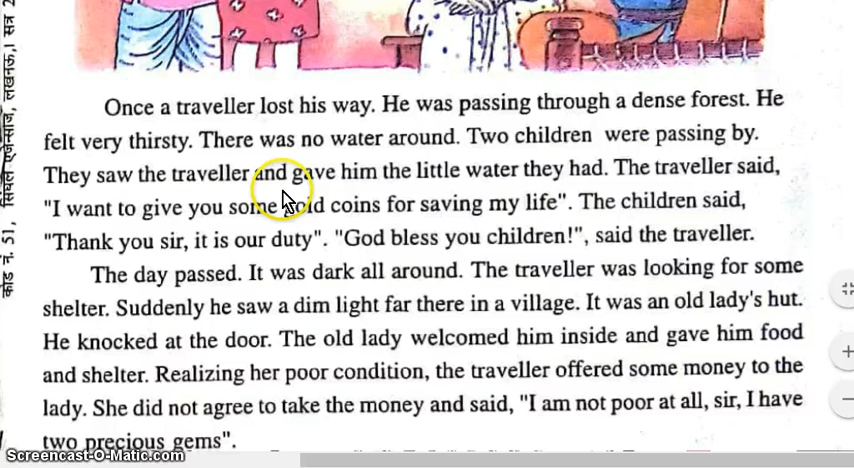 कोड नं. 51, सिंघल एजेन्सीज, लखनऊ,। सत्र 2
Once a traveller lost his way. He was passing through a dense forest. He
felt very thirsty. There was no water around. Two children were passing by.
They saw the traveller and gave him the little water they had. The traveller said,
"I want to give you some gold coins for saving my life". The children said,
"Thank you sir, it is our duty". "God bless you children!", said the traveller.
The day passed. It was dark all around. The traveller was looking for some
shelter. Suddenly he saw a dim light far there in a village. It was an old lady's hut.
He knocked at the door. The old lady welcomed him inside and gave him food
and shelter. Realizing her poor condition, the traveller offered some money to the
lady. She did not agree to take the money and said, "I am not poor at all, sir, I have
two precious gems".
Screencast-O-Matic.com